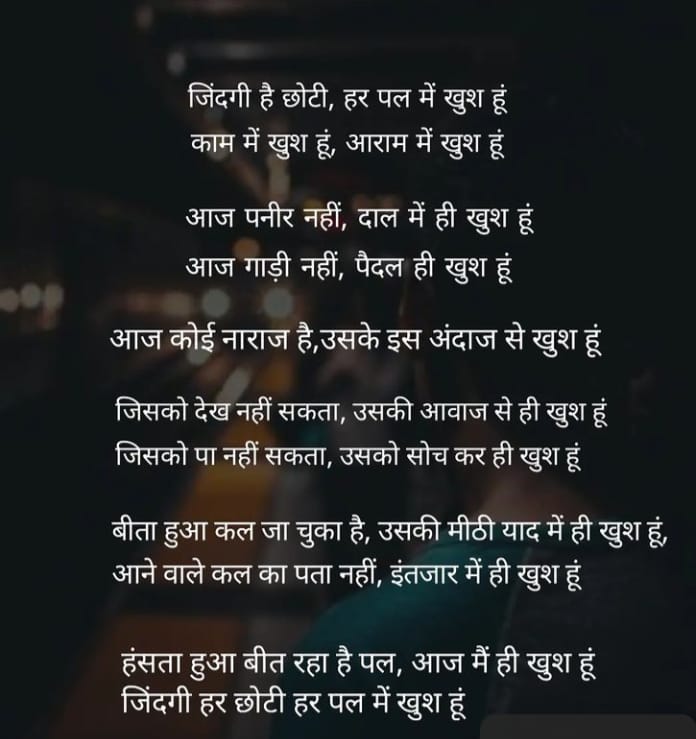 जिंदगी है छोटी, हर पल में खुश हूं
काम में खुश हूं, आराम में खुश हूं
आज पनीर नहीं, दाल में ही खुश हूं
आज गाड़ी नहीं, पैदल ही खुश हूं
आज कोई नाराज है,उसके इस अंदाज से खुश हूं
जिसको देख नहीं सकता, उसकी आवाज से ही खुश हूं
जिसको पा नहीं सकता, उसको सोच कर ही खुश हूं
बीता हुआ कल जा चुका है, उसकी मीठी याद में ही खुश हूं,
आने वाले कल का पता नहीं, इंतजार में ही खुश हूं
हंसता हुआ बीत रहा है पल, आज मैं ही खुश हूं
जिंदगी हर छोटी हर पल में खुश हूं